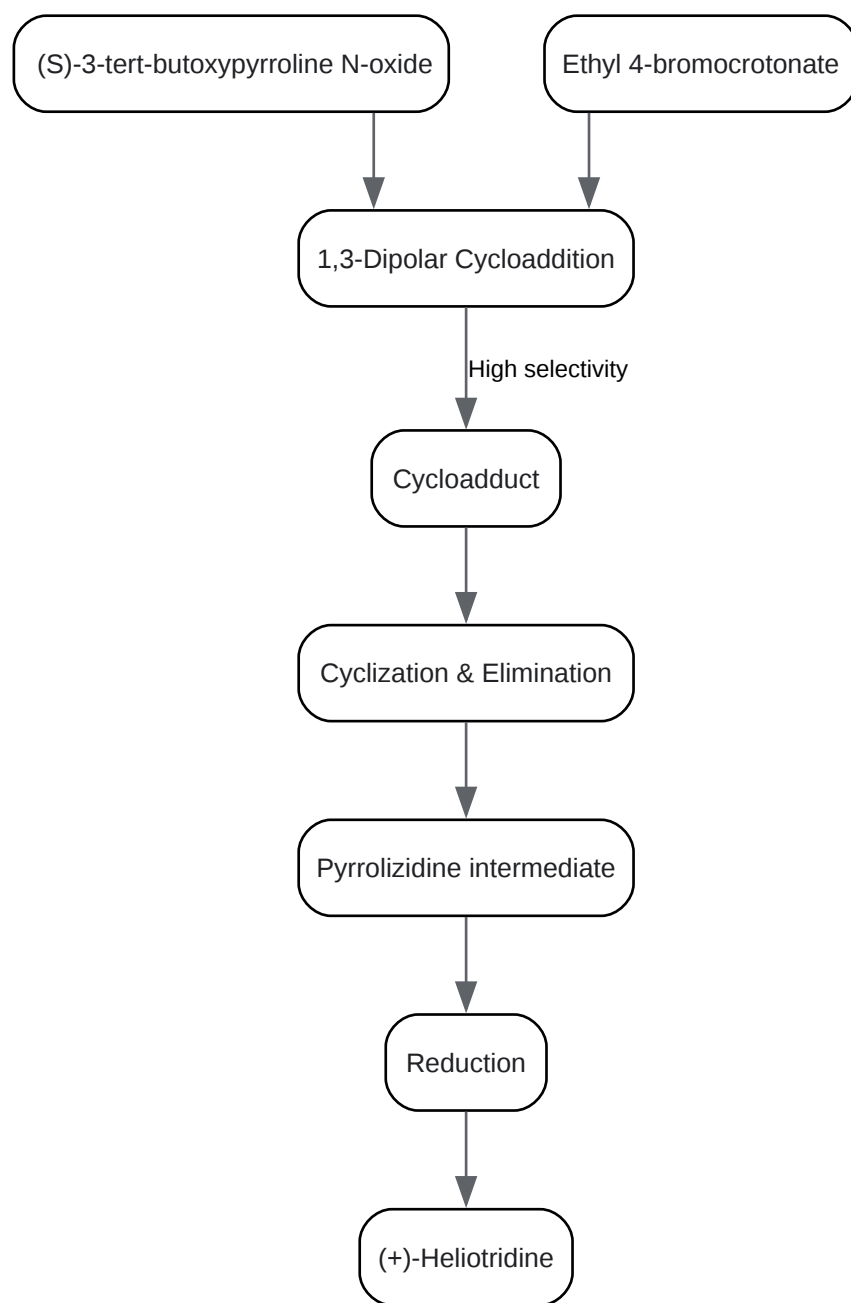 (S)-3-tert-butoxypyrroline N-oxide
Ethyl 4-bromocrotonate
1,3-Dipolar Cycloaddition
High selectivity
Cycloadduct
Cyclization & Elimination
Pyrrolizidine intermediate
Reduction
(+)-Heliotridine